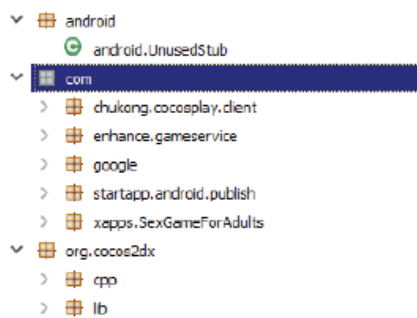 android
android.UnusedStub
com
chukong.cocosplay.client
enhance.gameservice
google
startapp.android.publish
xapps.SexGameForAdults
org.cocos2dx
cpp
lib